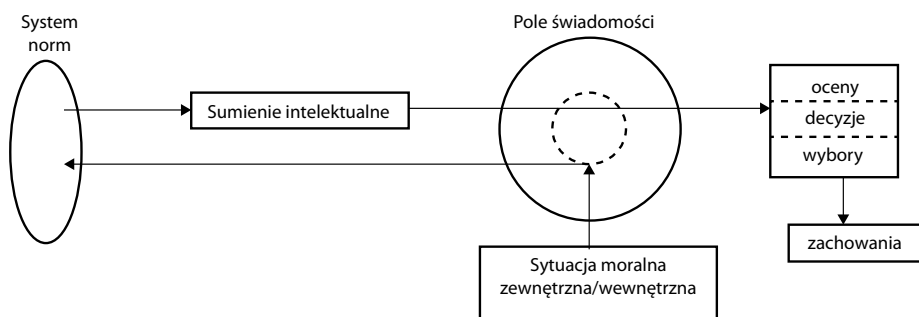 System
norm
Pole świadomości
Sumienie intelektualne
oceny
decyzje
wybory
zachowania
Sytuacja moralna
zewnętrzna/wewnętrzna